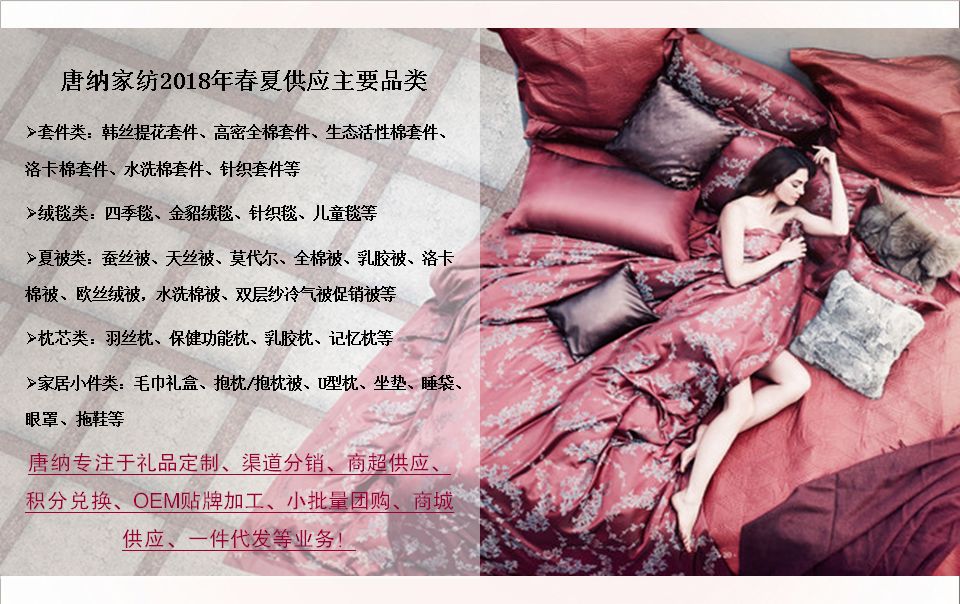 唐纳家纺2018年春夏供应主要品类
➢套件类：韩丝提花套件、高密全棉套件、生态活性棉套件、
洛卡棉套件、水洗棉套件、针织套件等
➢绒毯类：四季毯、金貂绒毯、针织毯、儿童毯等
➢夏被类：蚕丝被、天丝被、莫代尔、全棉被、乳胶被、洛卡
棉被、欧丝绒被，水洗棉被、双层纱冷气被促销被等
➢枕芯类：羽丝枕、保健功能枕、乳胶枕、记忆枕等
➢家居小件类：毛巾礼盒、抱枕/抱枕被、U型枕、坐垫、睡袋、
眼罩、拖鞋等
唐纳专注于礼品定制、渠道分销、商超供应、
积分兑换、OEM贴牌加工、小批量团购、商城
供应、一件代发等业务！